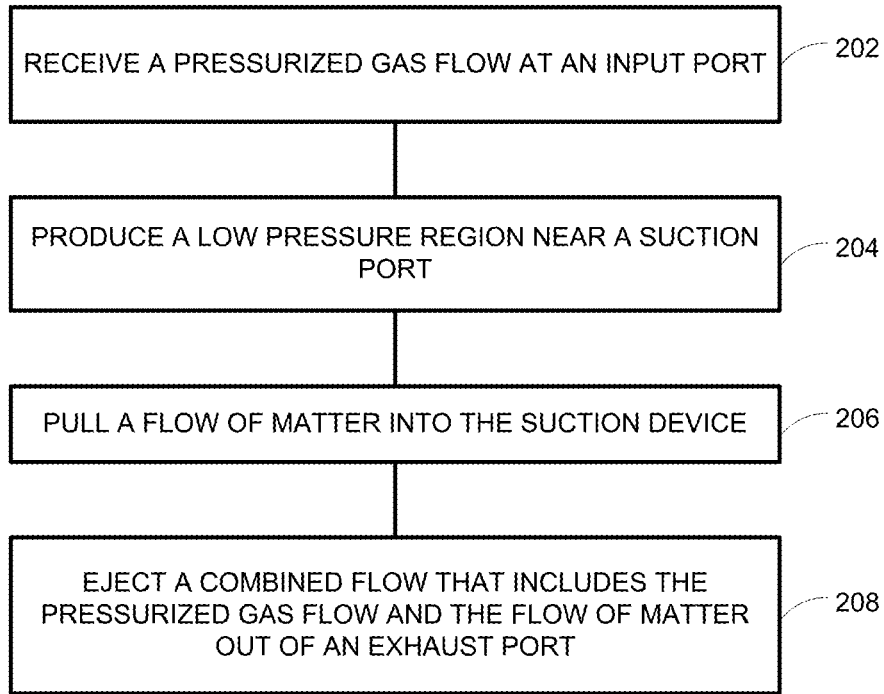 RECEIVE A PRESSURIZED GAS FLOW AT AN INPUT PORT
202
PRODUCE A LOW PRESSURE REGION NEAR A SUCTION
PORT
204
PULL A FLOW OF MATTER INTO THE SUCTION DEVICE
206
EJECT A COMBINED FLOW THAT INCLUDES THE
PRESSURIZED GAS FLOW AND THE FLOW OF MATTER
OUT OF AN EXHAUST PORT
208